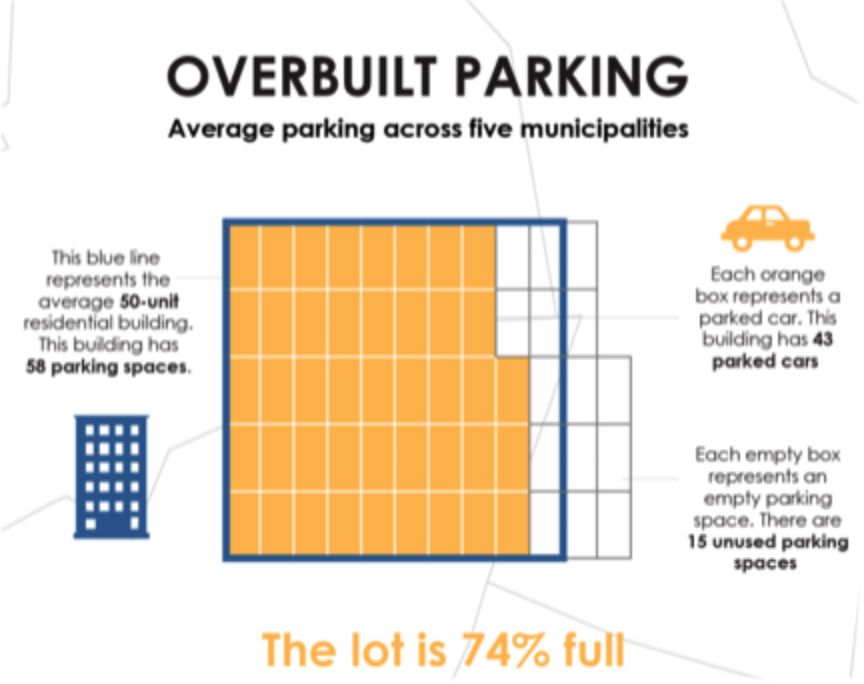 OVERBUILT PARKING
Average parking across five municipalities
This blue line
represents the
average 50-unit
residential building.
This building has
58 parking spaces.
Each orange
box represents a
parked car. This
building has 43
parked cars
Each empty box
represents an
empty parking
space. There are
15 unused parking
spaces
The lot is 74% full